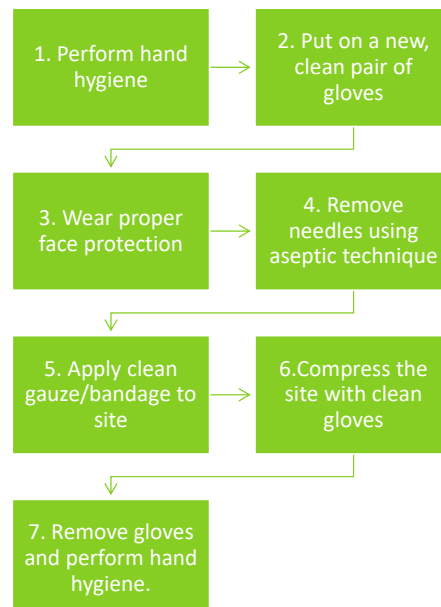 1. Perform hand
hygiene
2. Put on a new,
clean pair of
gloves
3. Wear proper
face protection
4. Remove
needles using
aseptic technique
5. Apply clean
gauze/bandage to
site
6.Compress the
site with clean
gloves
7. Remove gloves
and perform hand
hygiene.